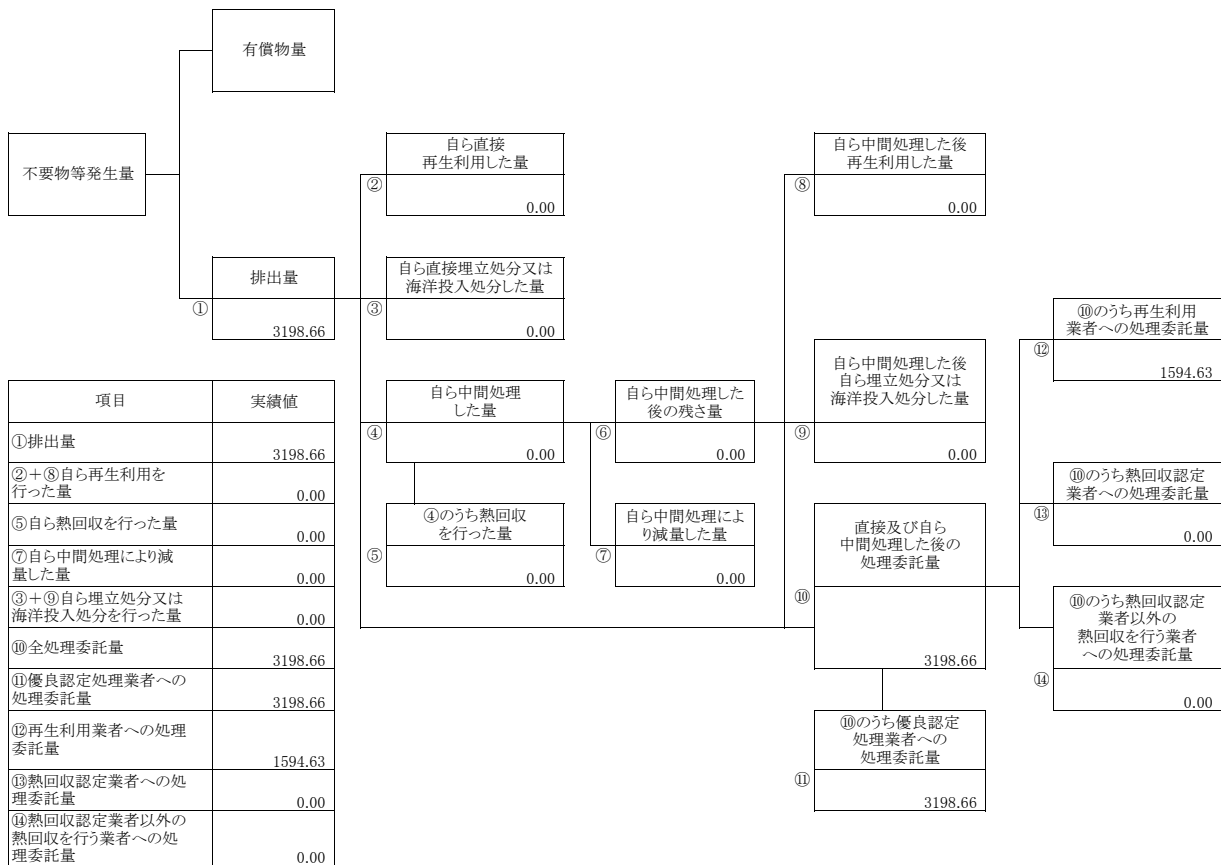 有償物量
不要物等発生量
排出量
①
3198.66
自ら直接
再生利用した量
②
0.00
自ら直接埋立処分又は
海洋投入処分した量
③
0.00
自ら中間処理
した量
④
0.00
④のうち熱回収
を行った量
⑤
0.00
自ら中間処理した
後の残さ量
⑥
0.00
自ら中間処理によ
り減量した量
⑦
0.00
自ら中間処理した後
再生利用した量
⑧
0.00
自ら中間処理した後
自ら埋立処分又は
海洋投入処分した量
⑨
0.00
直接及び自ら
中間処理した後の
処理委託量
⑩
3198.66
⑩のうち優良認定
処理業者への
処理委託量
⑪
3198.66
⑩のうち再生利用
業者への処理委託量
⑫
1594.63
⑩のうち熱回収認定
業者への処理委託量
⑬
0.00
⑩のうち熱回収認定
業者以外の
熱回収を行う業者
への処理委託量
⑭
0.00
項目 実績値
①排出量
3198.66
②+⑧自ら再生利用を
行った量
0.00
⑤自ら熱回収を行った量
0.00
⑦自ら中間処理により減
量した量
0.00
③+⑨自ら埋立処分又は
海洋投入処分を行った量
0.00
⑩全処理委託量
3198.66
⑪優良認定処理業者への
処理委託量
3198.66
⑫再生利用業者への処理
委託量
1594.63
⑬熱回収認定業者への処
理委託量
0.00
⑭熱回収認定業者以外の
熱回収を行う業者への処
理委託量
0.00